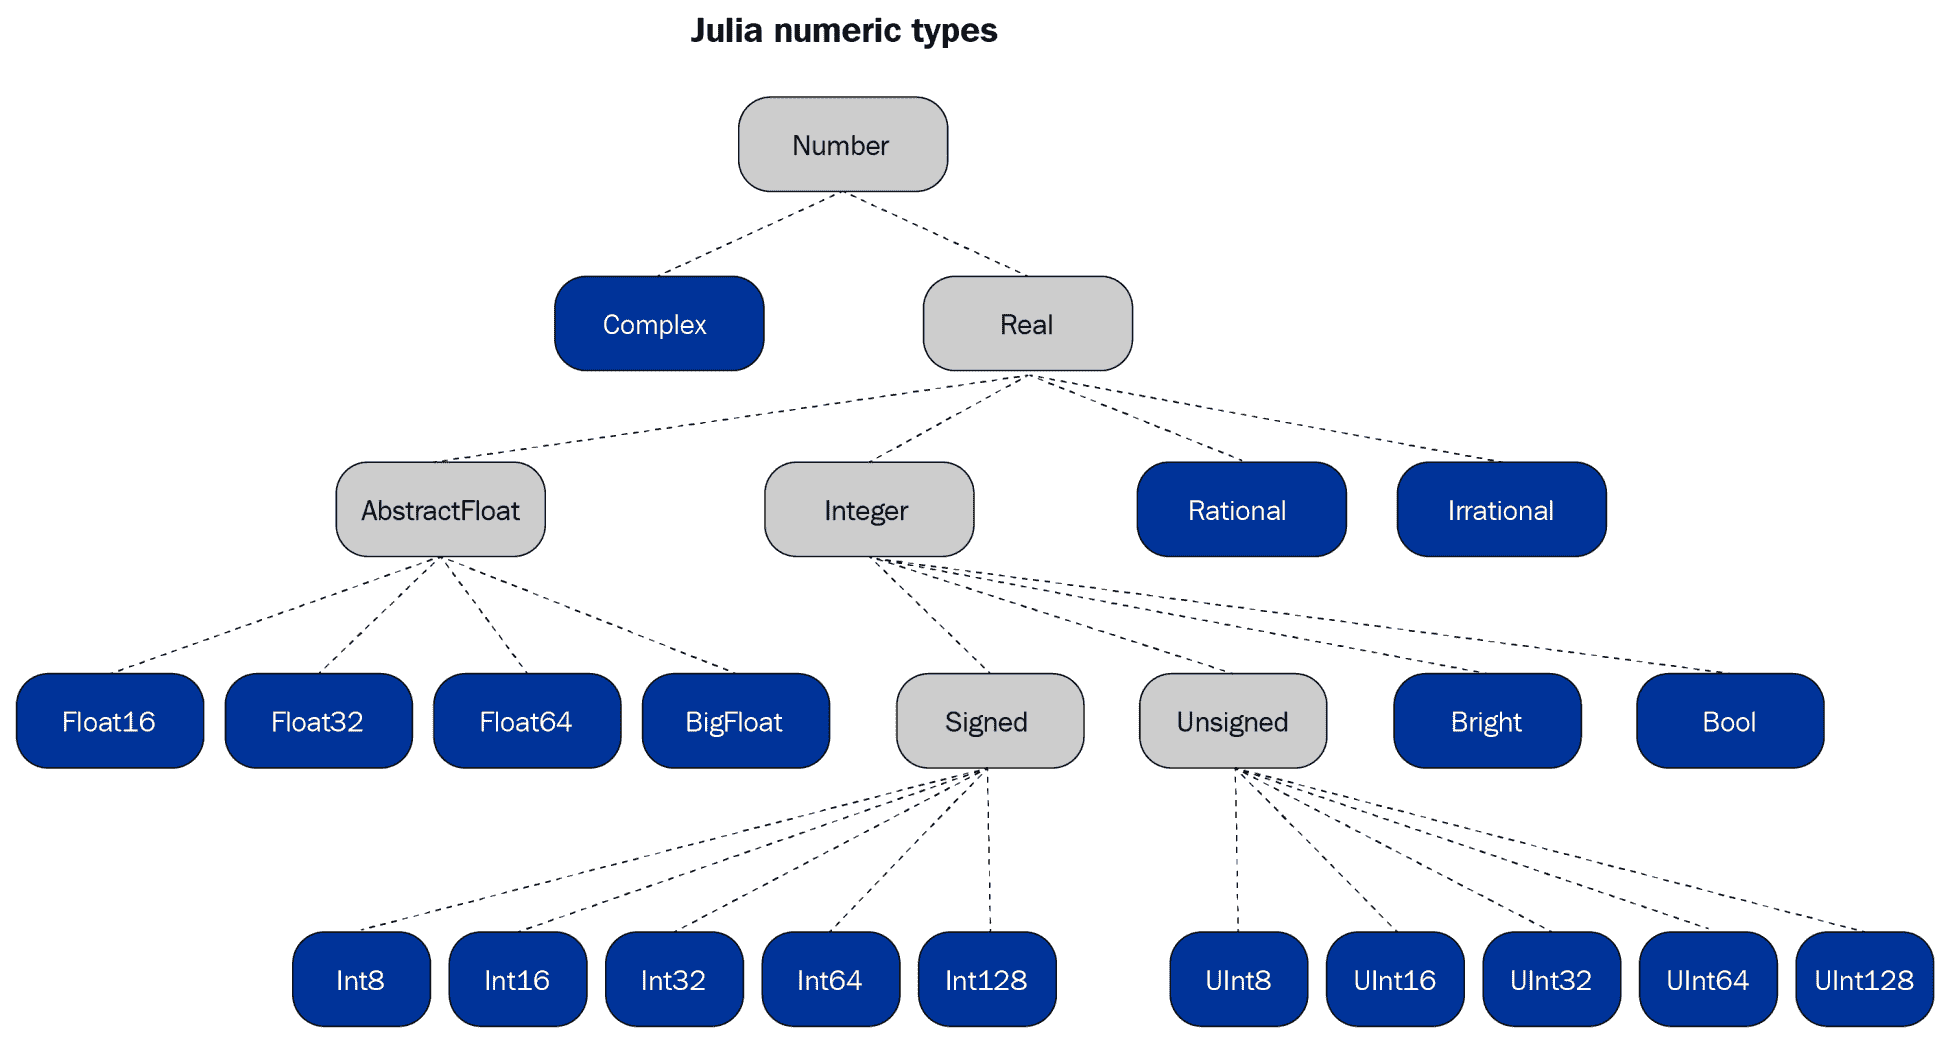 Julia numeric types
Number
Complex
Real
AbstractFloat
Integer
Rational
Irrational
Float16
Float32
Float64
BigFloat
Signed
Unsigned
Bright
Bool
Int8
Int16
Int32
Int64
Int128
UInt8
UInt16
UInt32
UInt64
UInt128